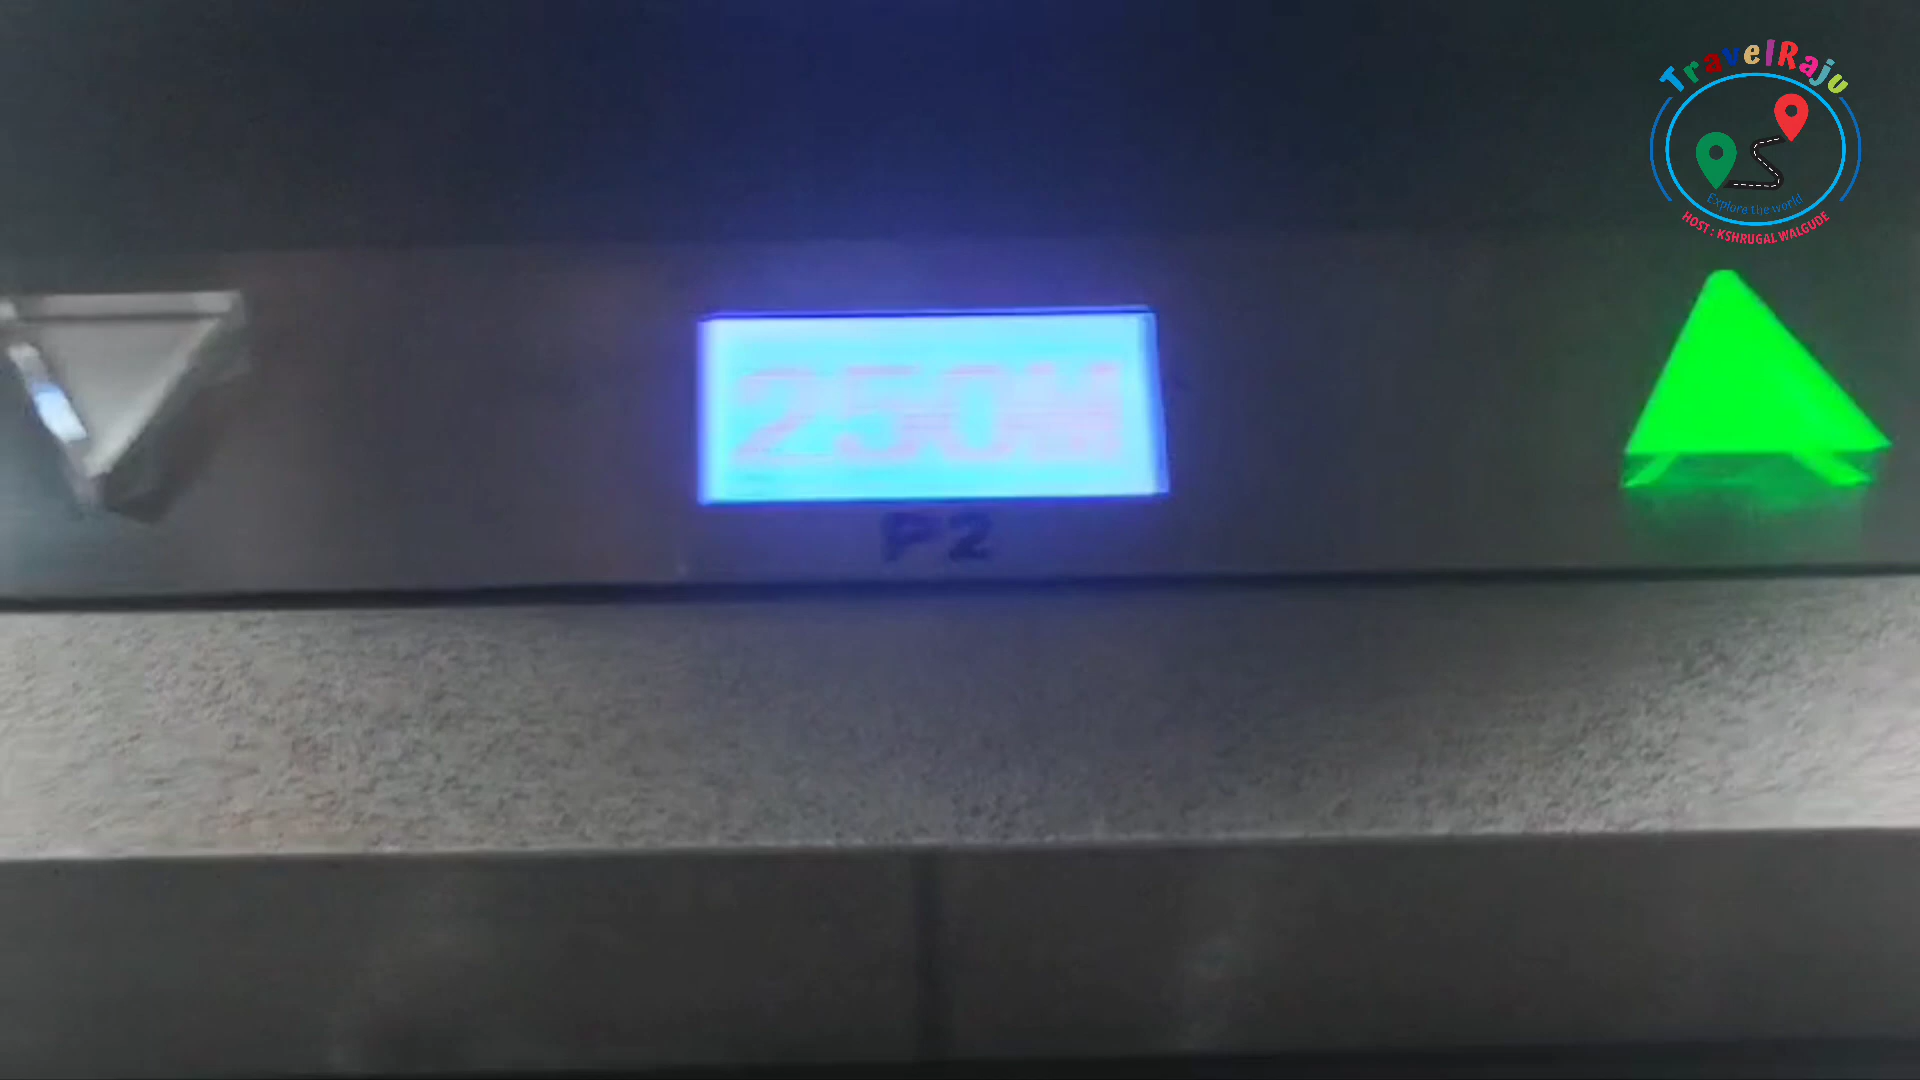 TravelRaju
Explore the world
HOST : KSHRUGAL WALGUDE
250M
P2